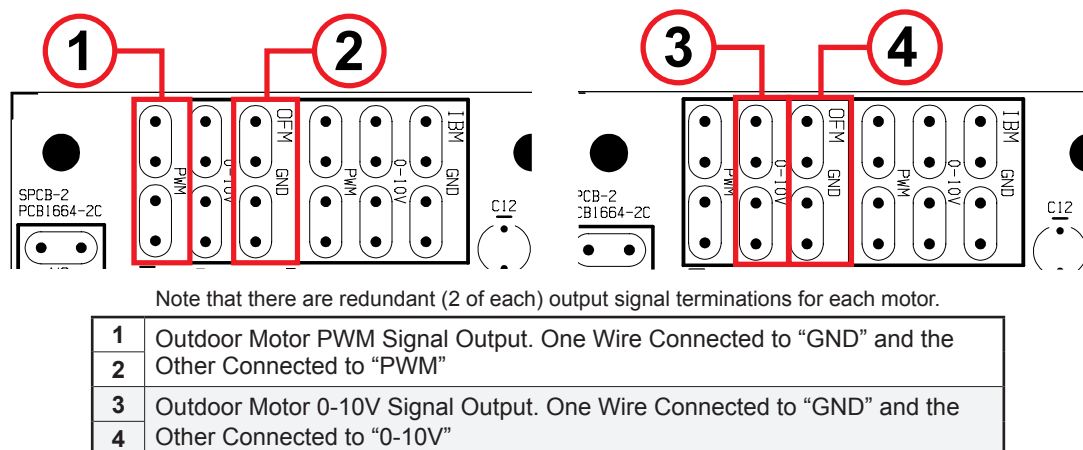 1
2
3
4
OFM
IBM
PWM
0-10V
GND
PWM
0-10V
GND
SPCB-2
PCB1664-2C
C12
OFM
IBM
PWM
0-10V
GND
PWM
0-10V
GND
PCB-2
CB1664-2C
C12
Note that there are redundant (2 of each) output signal terminations for each motor.
1
2
Outdoor Motor PWM Signal Output. One Wire Connected to “GND” and the
Other Connected to “PWM”
3
4
Outdoor Motor 0-10V Signal Output. One Wire Connected to “GND” and the
Other Connected to “0-10V”